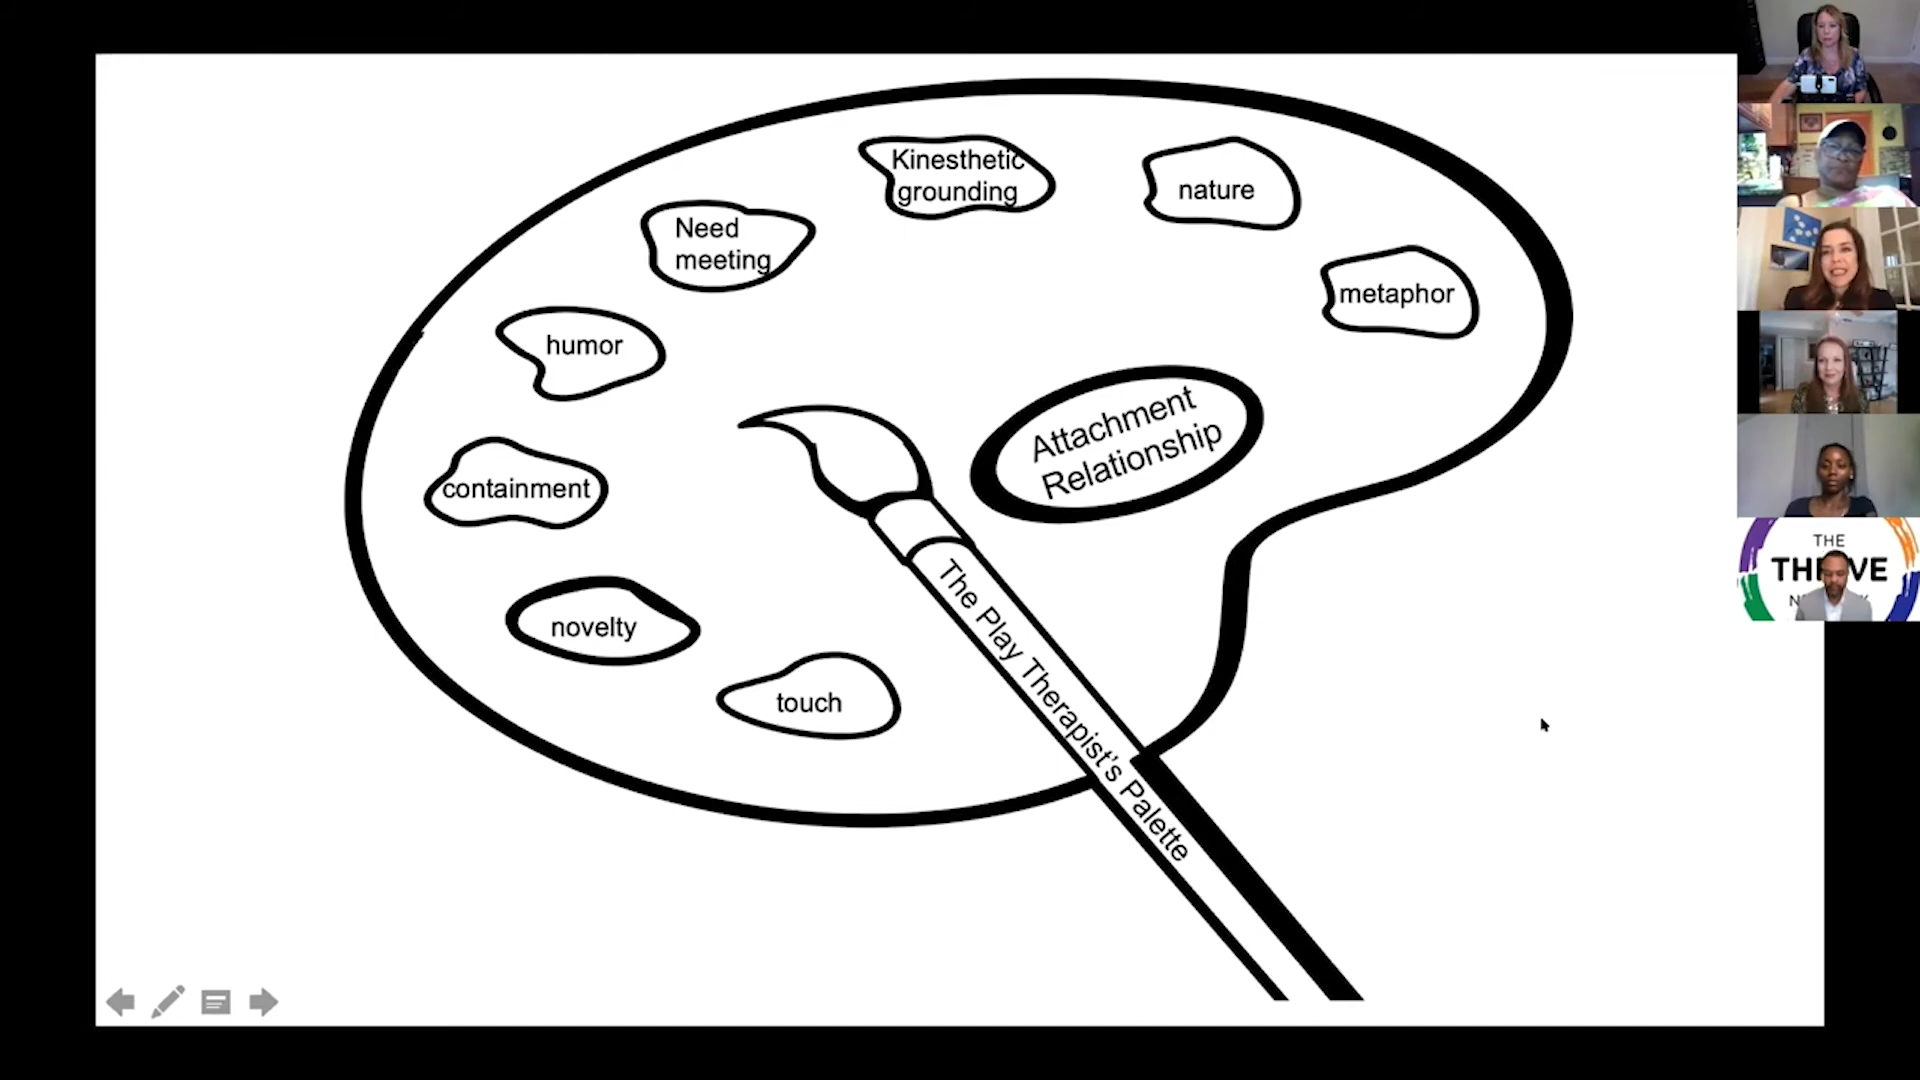 Kinesthetic
grounding
nature
Need
meeting
metaphor
humor
Attachment
Relationship
containment
novelty
touch
The Play Therapist's Palette
THE